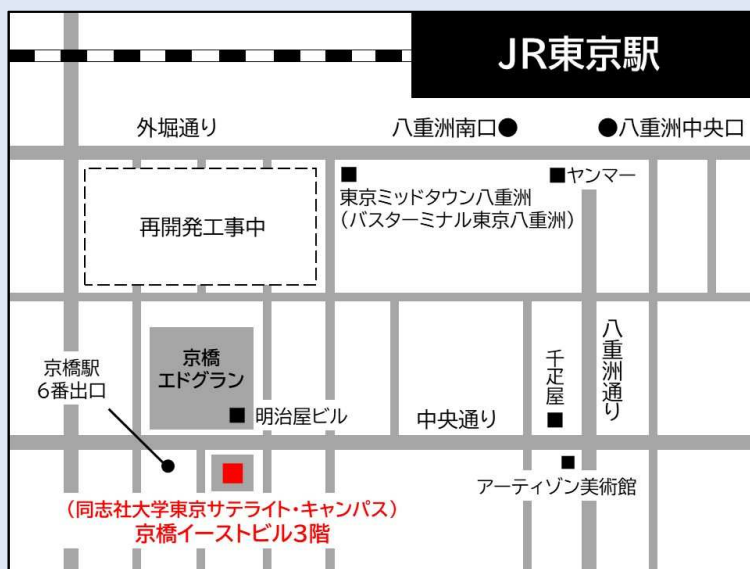 JR東京駅
外堀通り
八重洲南口●
●八重洲中央口
■ヤンマー
東京ミッドタウン八重洲
(バスターミナル東京八重洲)
再開発工事中
京橋
エドグラン
京橋駅
6番出口
■明治屋ビル
中央通り
千疋屋
八重洲通り
アーティゾン美術館
(同志社大学東京サテライト・キャンパス)
京橋イーストビル3階